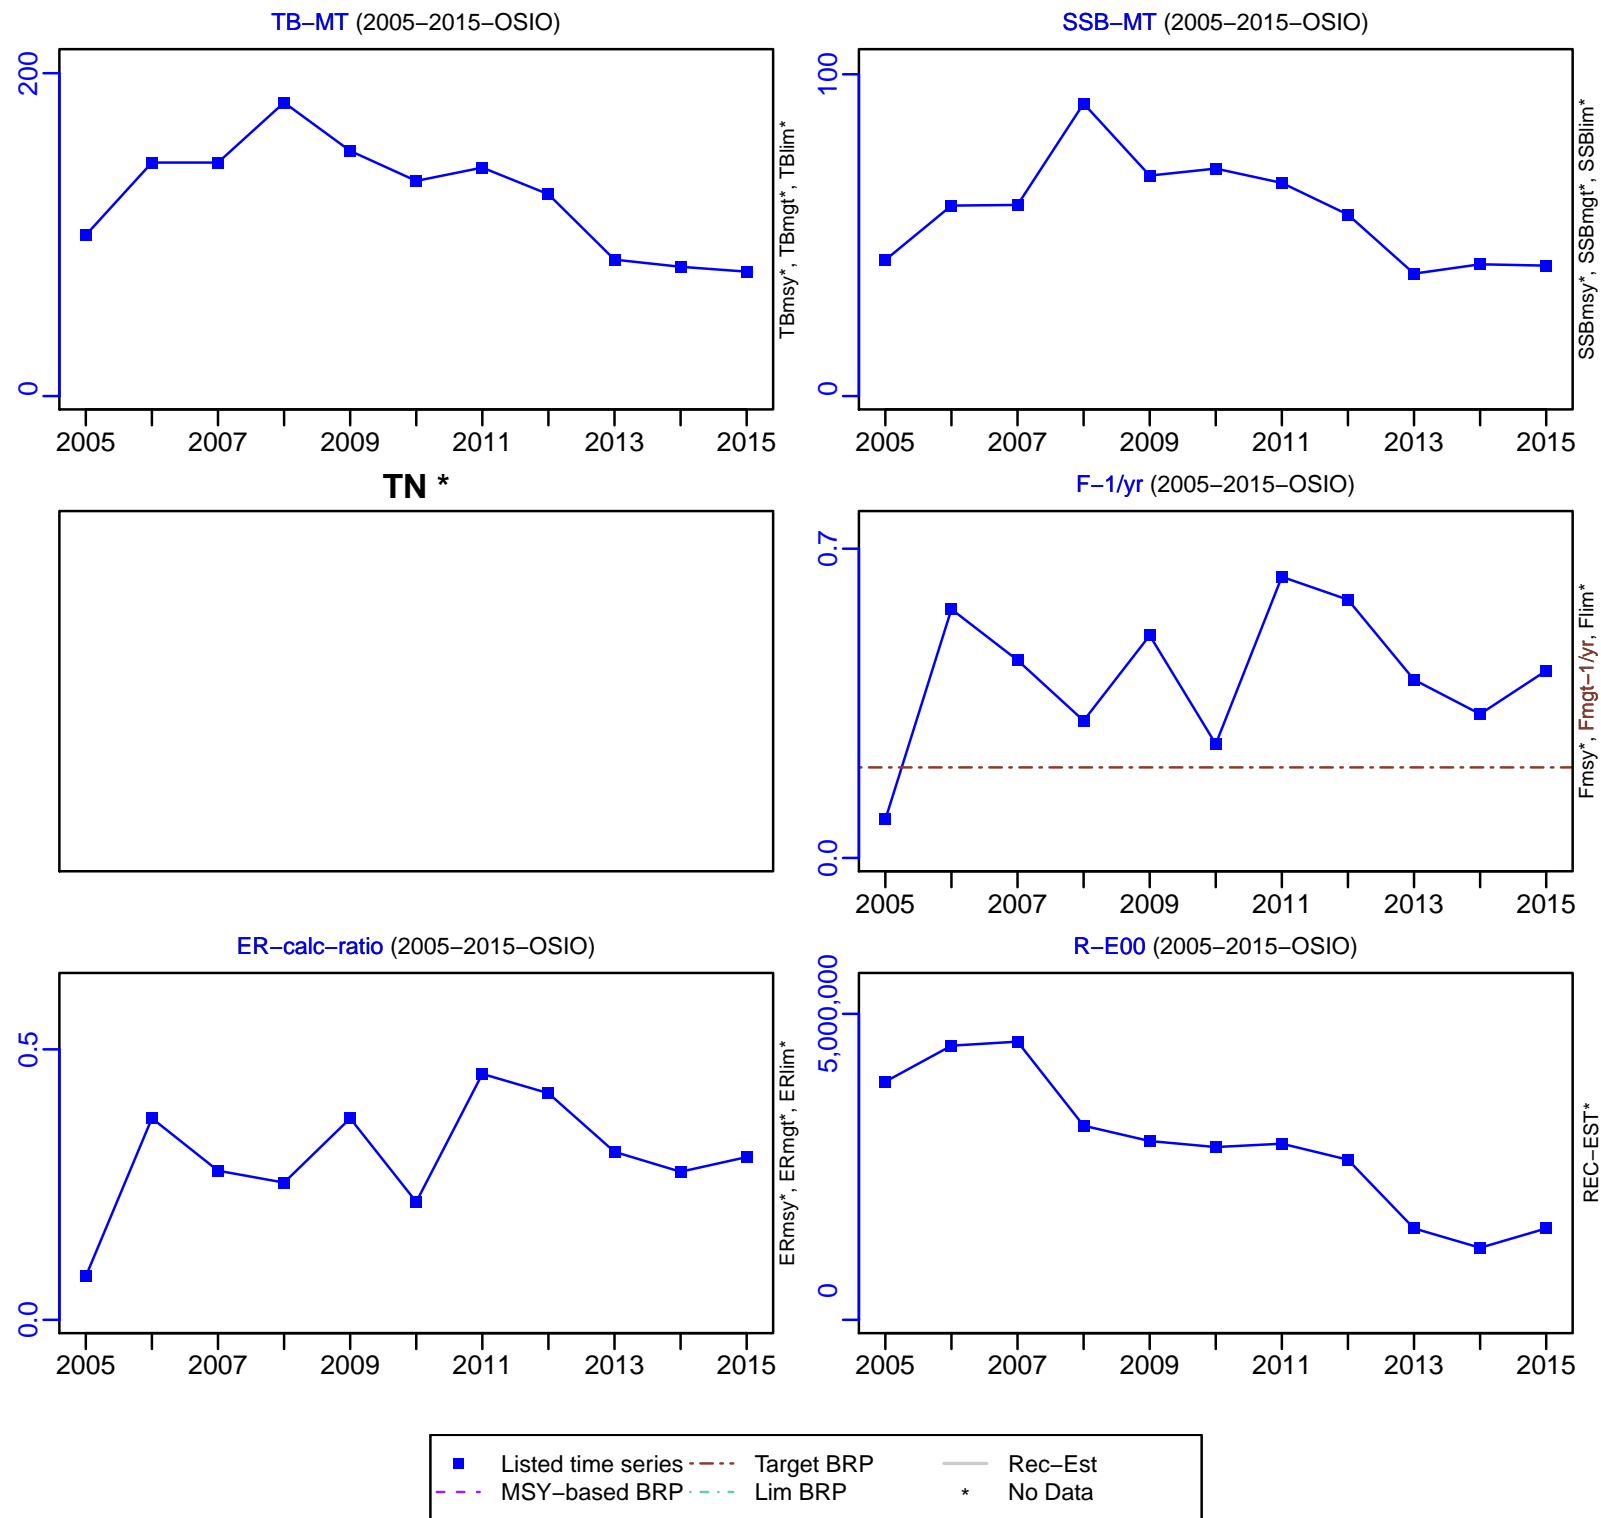 TB−MT (2005−2015−OSIO)
200
0
TBmsy*, TBmgt*, TBlim*
2005 2007 2009 2011 2013 2015
SSB−MT (2005−2015−OSIO)
100
0
SSBmsy*, SSBmgt*, SSBlim*
2005 2007 2009 2011 2013 2015
TN *
F−1/yr (2005−2015−OSIO)
0.7
0.0
Fmsy*, Fmgt−1/yr, Flim*
2005 2007 2009 2011 2013 2015
ER−calc−ratio (2005−2015−OSIO)
0.5
0.0
ERmsy*, ERmgt*, ERlim*
2005 2007 2009 2011 2013 2015
R−E00 (2005−2015−OSIO)
5,000,000
0
REC−EST*
2005 2007 2009 2011 2013 2015
Listed time series Target BRP Rec−Est
MSY−based BRP Lim BRP * No Data